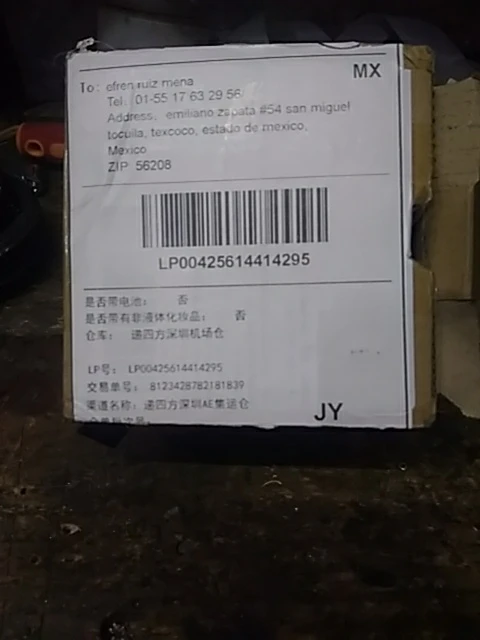 MX
To: efren ruiz mena
Tel: 01-55 17 63 29 56
Address: emiliano zapata #54 san miguel
tocuila, texcoco, estado de mexico,
Mexico
ZIP 56208
LP00425614414295
是否带电池： 否
是否带有非液体化妆品： 否
仓库： 递四方深圳机场仓
LP号： LP00425614414295
交易单号： 8123428782181839
渠道名称： 递四方深圳AE集运仓
JY